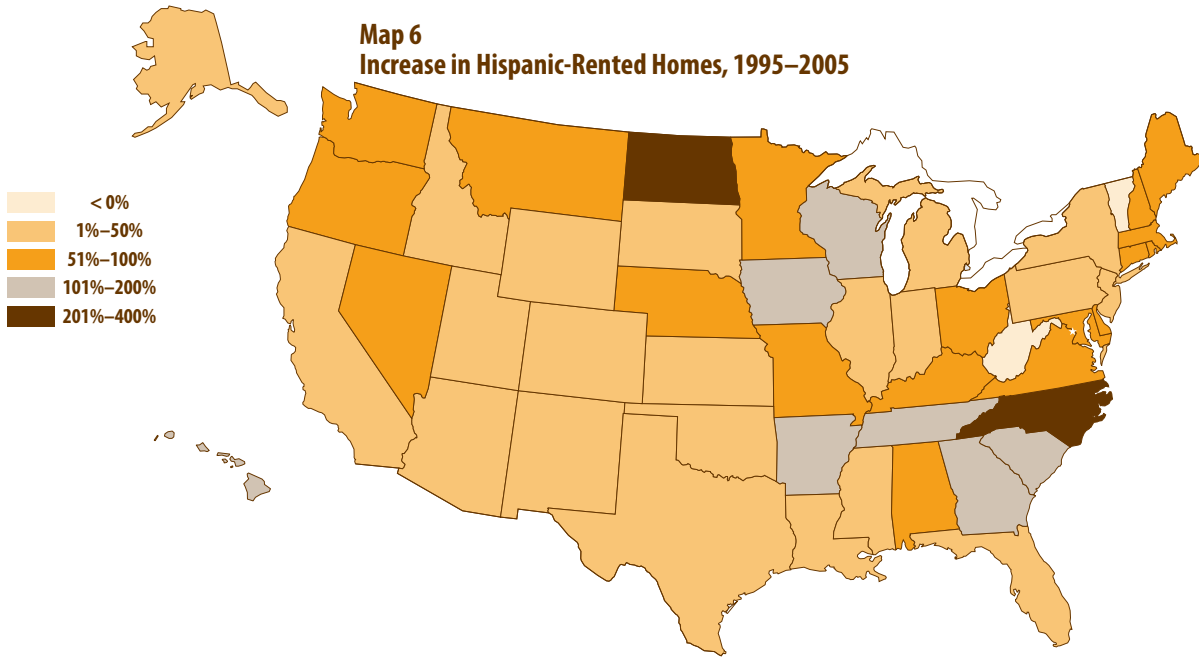 Map 6
Increase in Hispanic-Rented Homes, 1995–2005
< 0%
1%–50%
51%–100%
101%–200%
201%–400%